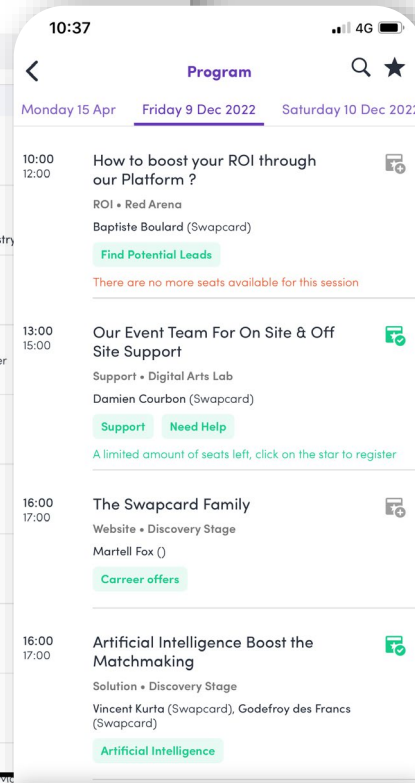 10:37
4G
Program
Monday 15 Apr Friday 9 Dec 2022 Saturday 10 Dec 202
10:00
12:00
How to boost your ROI through
our Platform ?
ROI • Red Arena
Baptiste Boulard (Swapcard)
Find Potential Leads
There are no more seats available for this session
13:00
15:00
Our Event Team For On Site & Off
Site Support
Support • Digital Arts Lab
Damien Courbon (Swapcard)
Support Need Help
A limited amount of seats left, click on the star to register
16:00
17:00
The Swapcard Family
Website • Discovery Stage
Martell Fox ()
Carreer offers
16:00
17:00
Artificial Intelligence Boost the
Matchmaking
Solution • Discovery Stage
Vincent Kurta (Swapcard), Godefroy des Francs
(Swapcard)
Artificial Intelligence